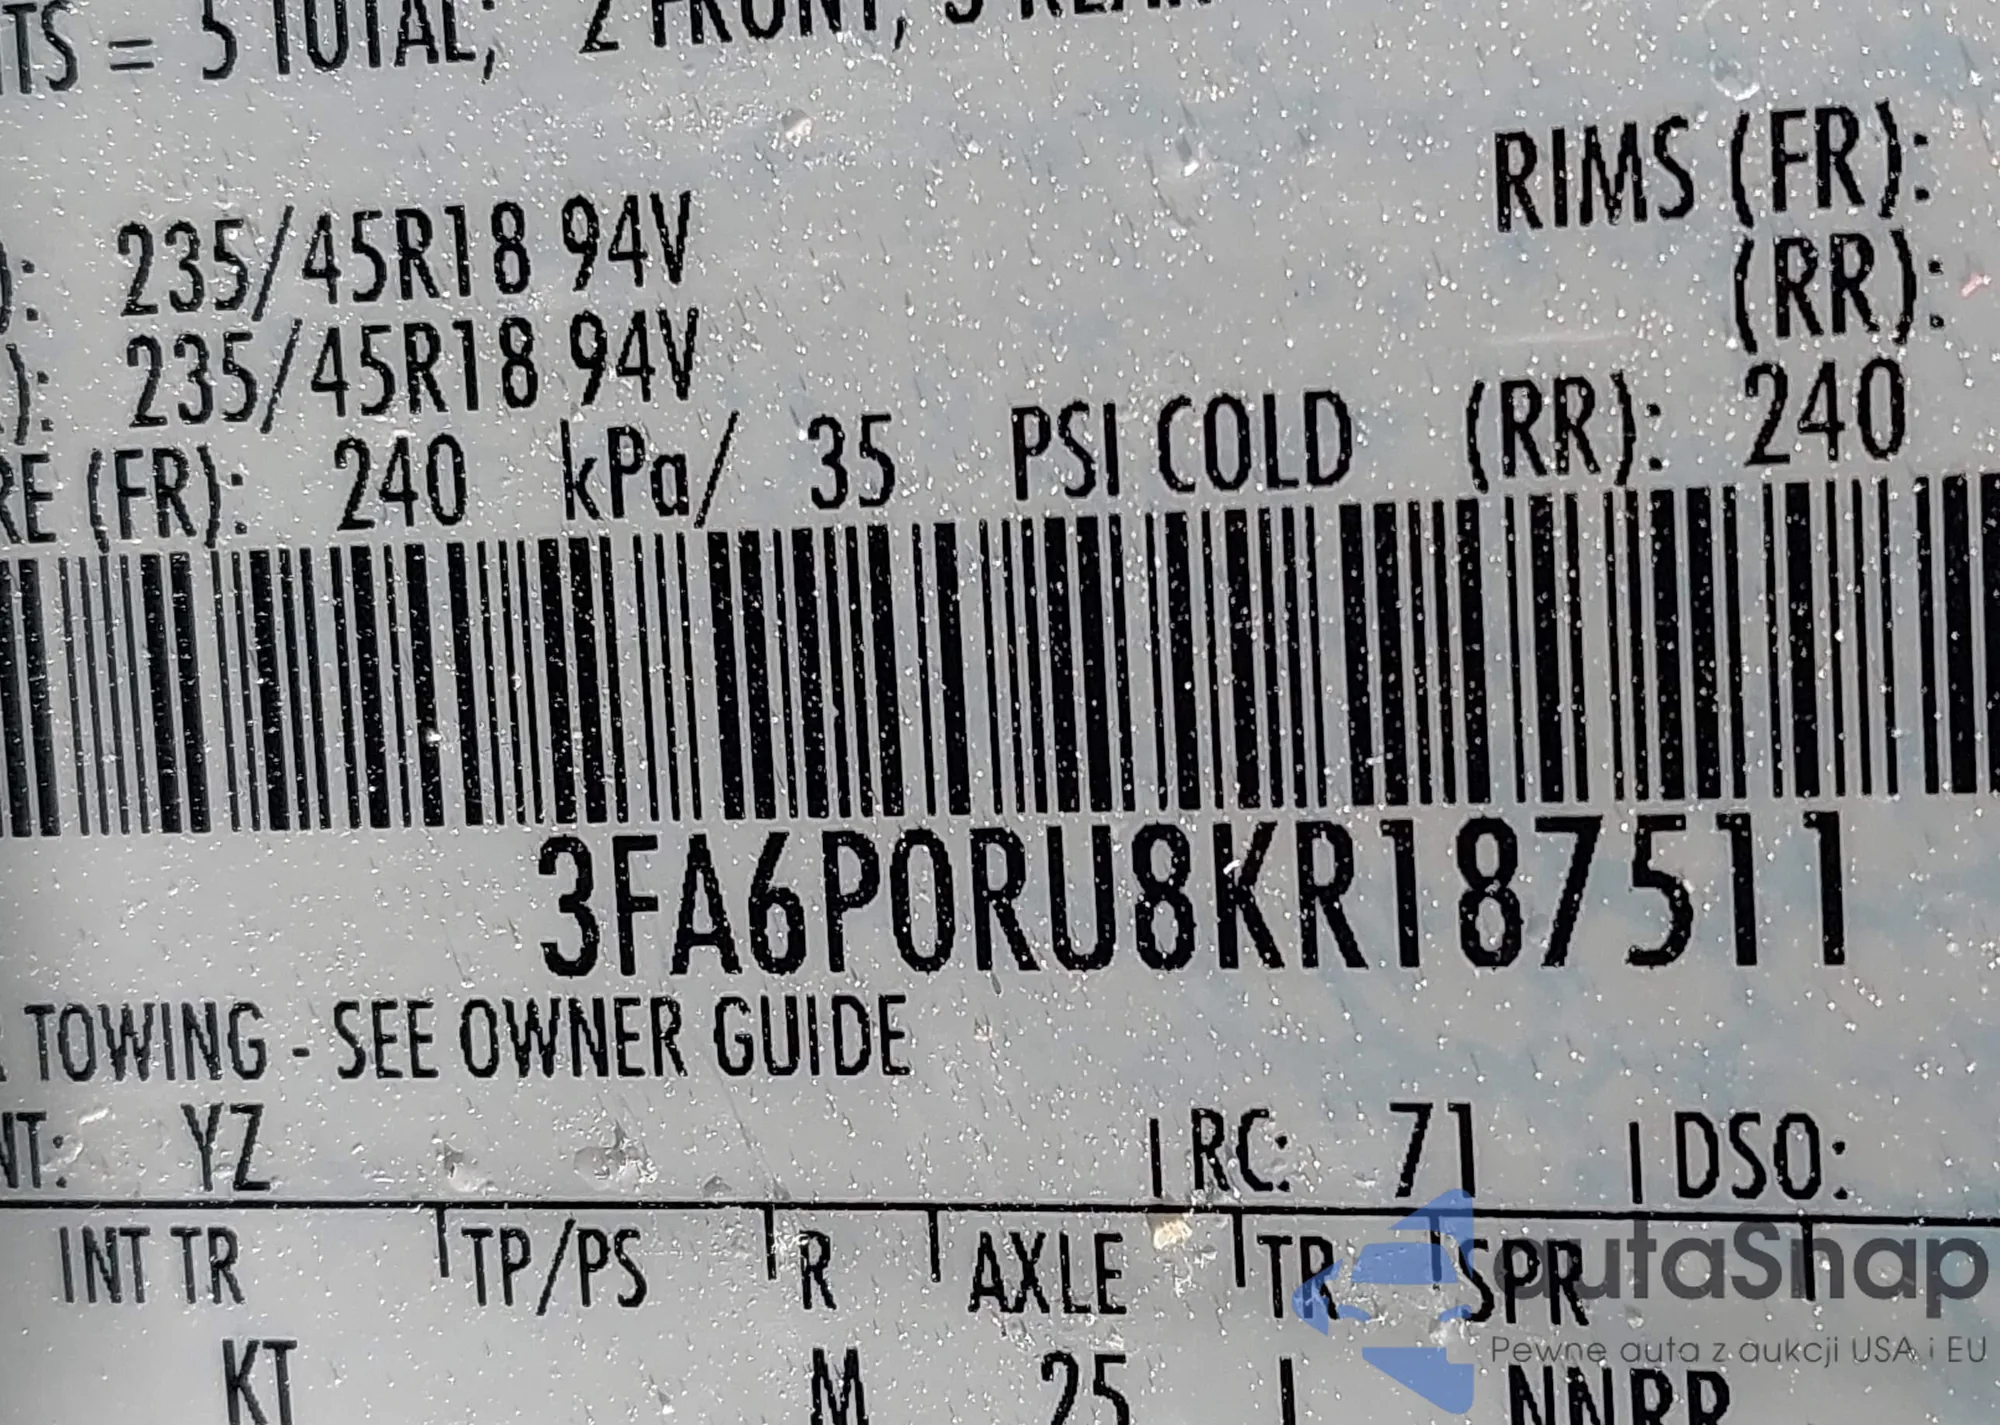 TS = 5 TOTAL; 2 FRONT, 3 REAR
RIMS (FR):
): 235/45R18 94V
(RR):
): 235/45R18 94V
RE (FR): 240 kPa/ 35 PSI COLD (RR): 240
3FA6P0RU8KR187511
TOWING - SEE OWNER GUIDE
NT: YZ RC: 71 DSO:
INT TR TP/PS R AXLE TR SPR
KT M 25
autaSnap
Pewne auta z aukcji USA i EU